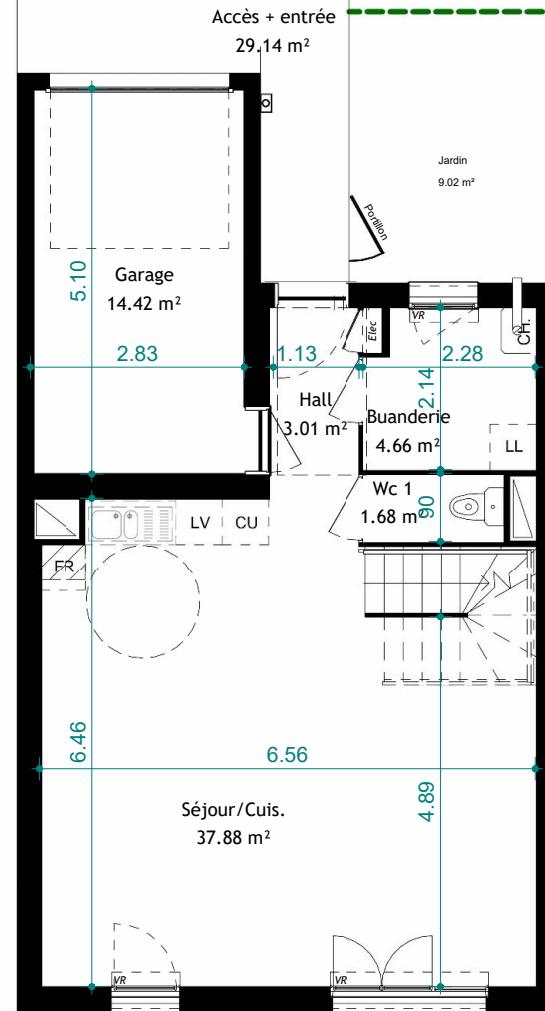 Accès + entrée
29.14 m²
Jardin
9.02 m²
Portillon
Garage
14.42 m²
5.10
2.83
1.13
Elec
VR
CH.
2.28
2.14
Hall
3.01 m²
Buanderie
4.66 m²
LL
Wc 1
1.68 m²
90
LV
CU
FR
6.46
6.56
4.89
Séjour/Cuis.
37.88 m²
VR
VR